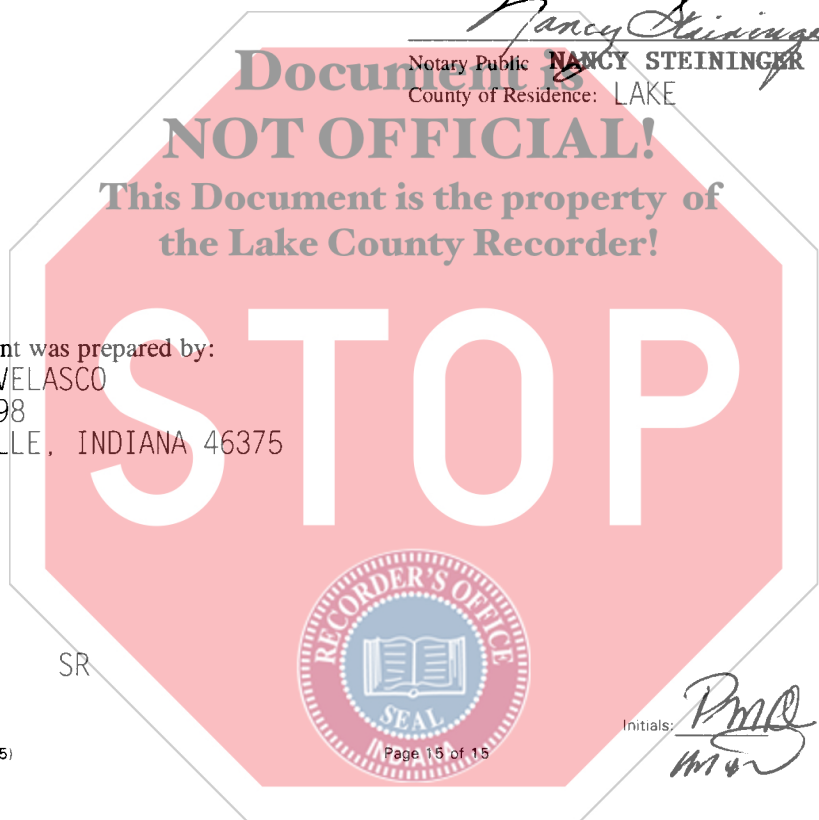 Nancy Steininger
Notary Public NANCY STEININGER
County of Residence: LAKE
Document is
NOT OFFICIAL!
This Document is the property of
the Lake County Recorder!
STOP
nt was prepared by:
VELASCO
98
LLE, INDIANA 46375
RECORDER'S OFFICE
SEAL
INDIANA
SR
Initials:
5)
Page 15 of 15